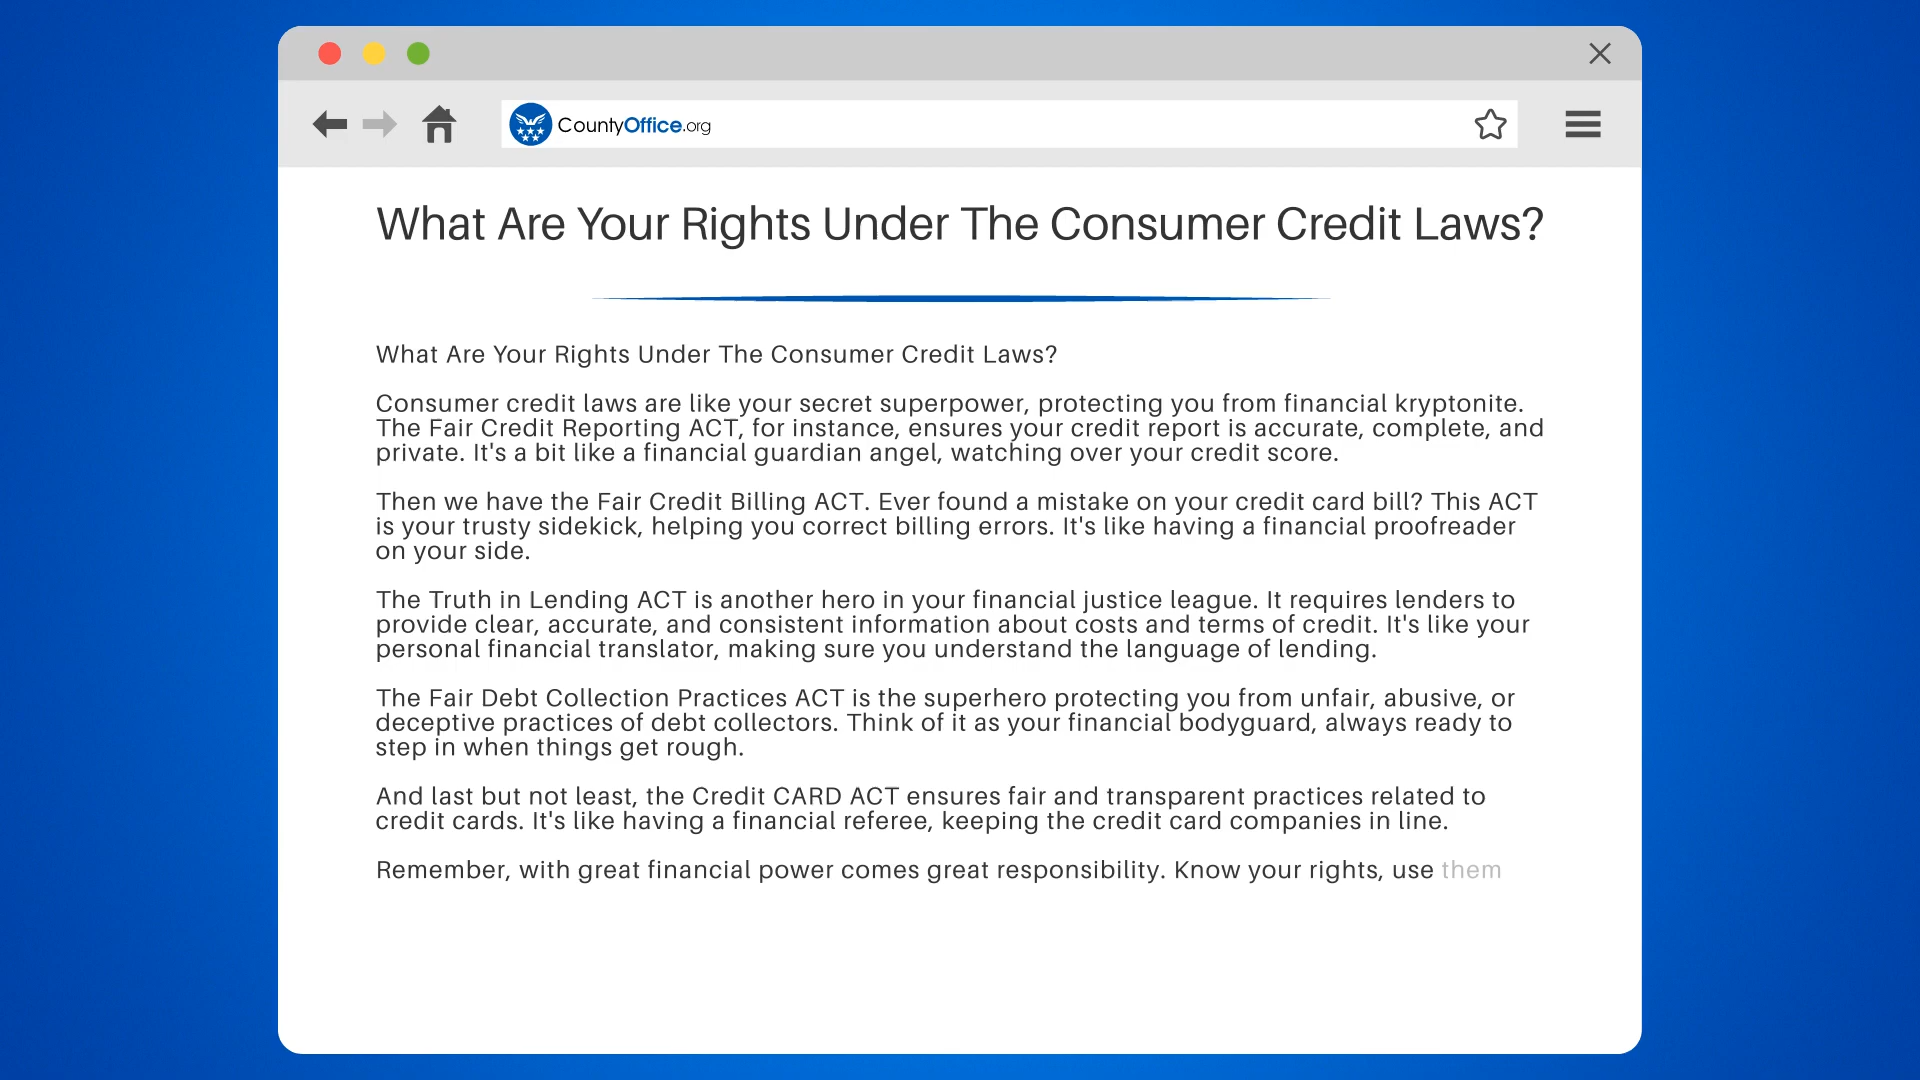 CountyOffice.org
What Are Your Rights Under The Consumer Credit Laws?
What Are Your Rights Under The Consumer Credit Laws?
Consumer credit laws are like your secret superpower, protecting you from financial kryptonite.
The Fair Credit Reporting ACT, for instance, ensures your credit report is accurate, complete, and
private. It's a bit like a financial guardian angel, watching over your credit score.
Then we have the Fair Credit Billing ACT. Ever found a mistake on your credit card bill? This ACT
is your trusty sidekick, helping you correct billing errors. It's like having a financial proofreader
on your side.
The Truth in Lending ACT is another hero in your financial justice league. It requires lenders to
provide clear, accurate, and consistent information about costs and terms of credit. It's like your
personal financial translator, making sure you understand the language of lending.
The Fair Debt Collection Practices ACT is the superhero protecting you from unfair, abusive, or
deceptive practices of debt collectors. Think of it as your financial bodyguard, always ready to
step in when things get rough.
And last but not least, the Credit CARD ACT ensures fair and transparent practices related to
credit cards. It's like having a financial referee, keeping the credit card companies in line.
Remember, with great financial power comes great responsibility. Know your rights, use them